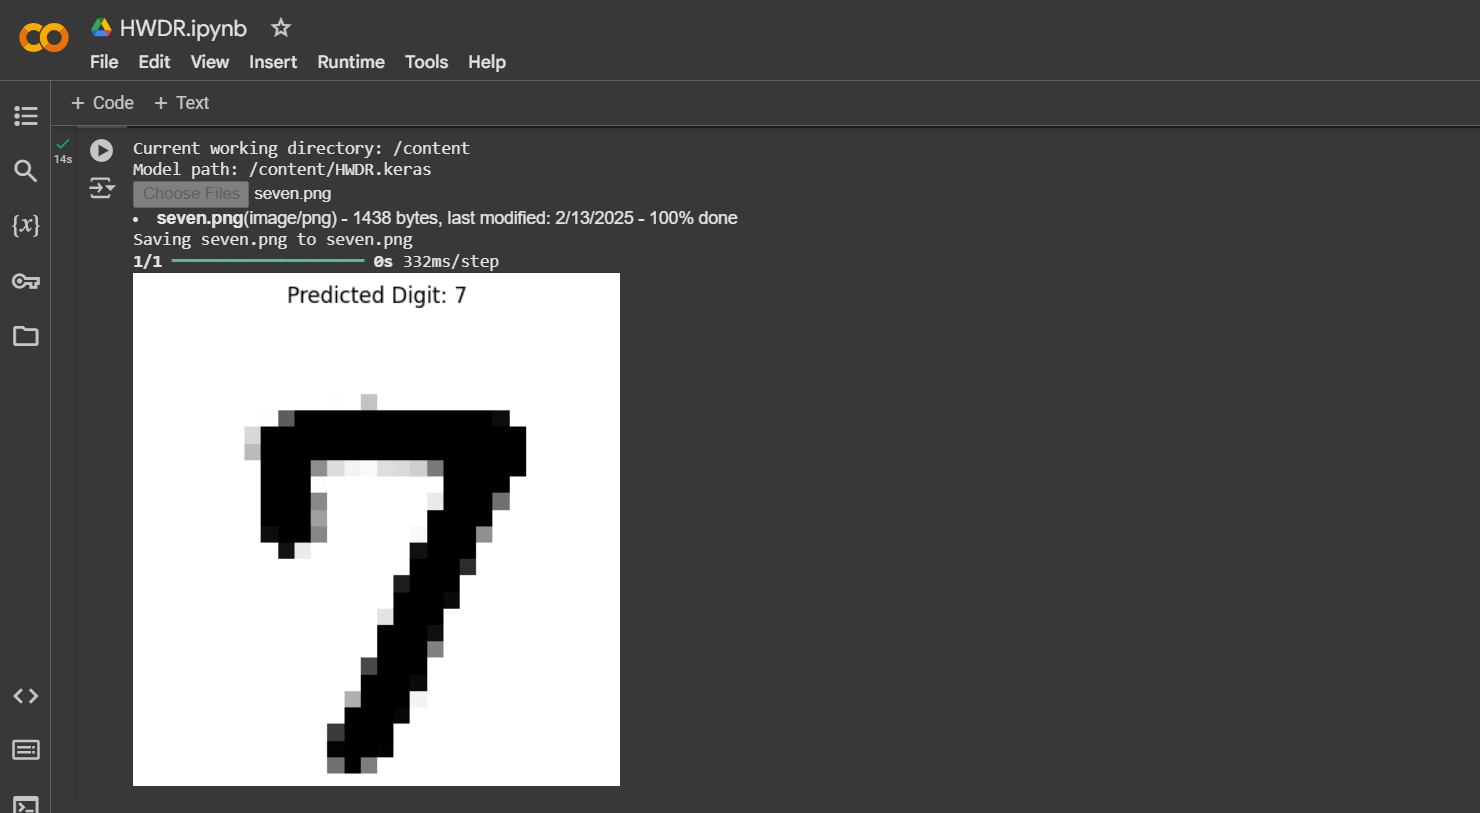 HWDR.ipynb
File Edit View Insert Runtime Tools Help
+ Code + Text
14s
Current working directory: /content
Model path: /content/HWDR.keras
Choose Files seven.png
• seven.png(image/png) - 1438 bytes, last modified: 2/13/2025 - 100% done
Saving seven.png to seven.png
1/1 0s 332ms/step
Predicted Digit: 7
7
{x}